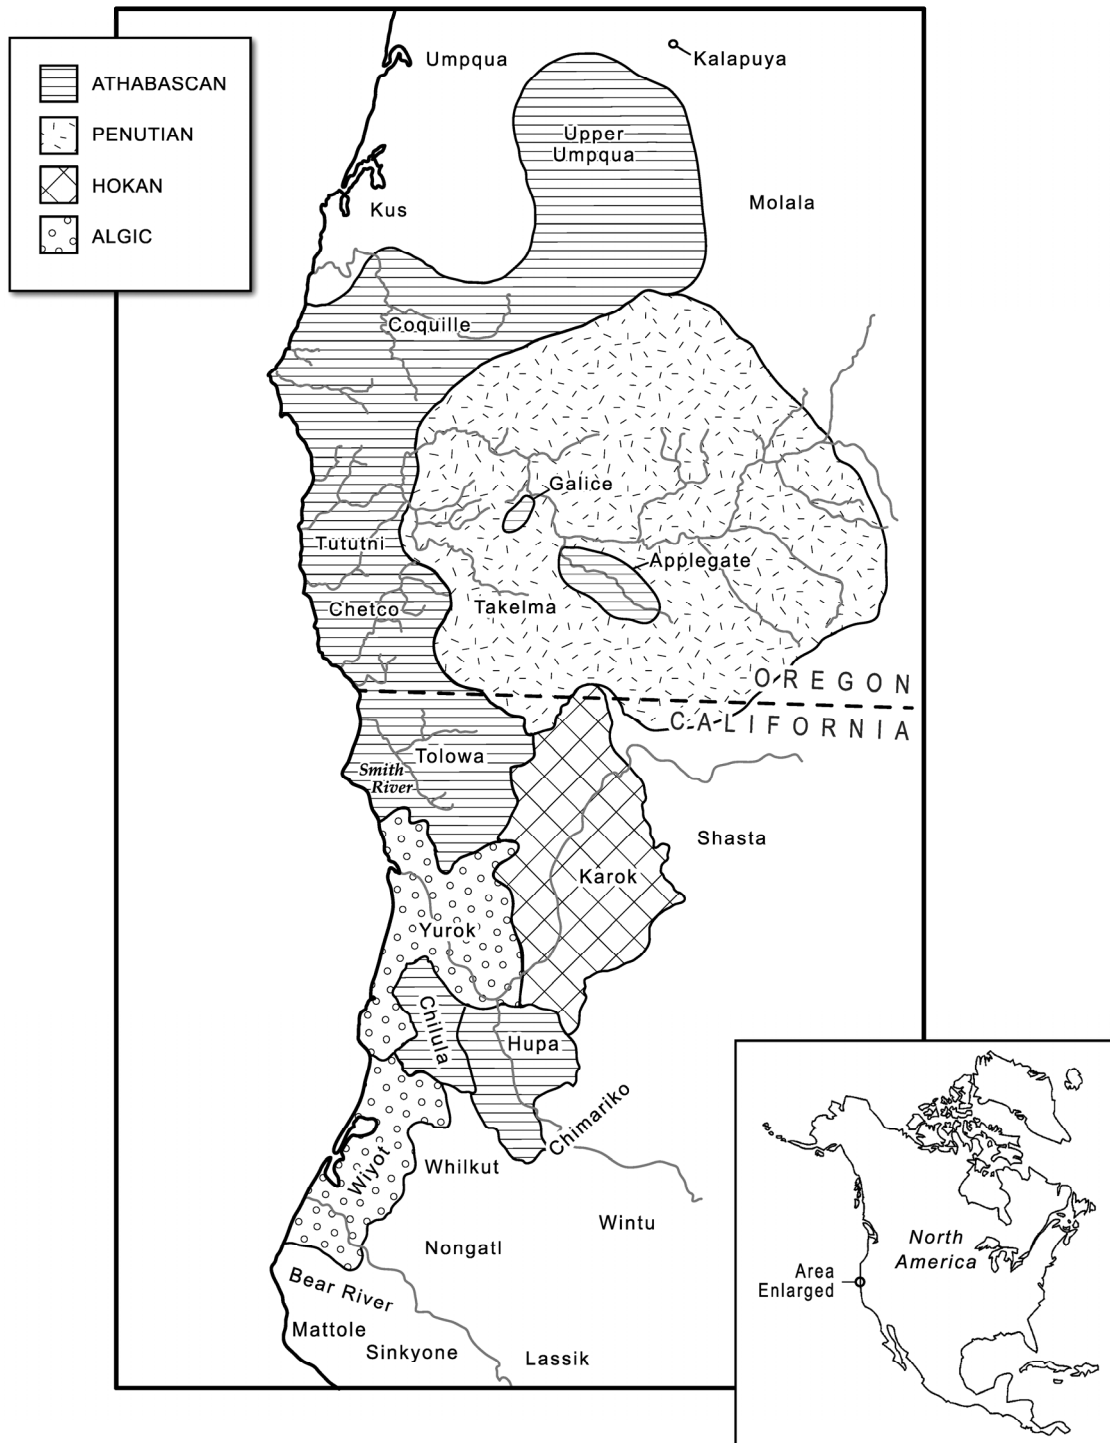 ATHABASCAN
PENUTIAN
HOKAN
ALGIC
Umpqua
Kalapuya
Upper
Umpqua
Molala
Kus
Coquille
Galice
Tututni
Applegate
Chetco
Takelma
OREGON
CALIFORNIA
Tolowa
Smith
River
Shasta
Karok
Yurok
Chilula
Hupa
Chimariko
Wiyot
Whilkut
Wintu
Nongatl
Bear River
Mattole
Sinkyone
Lassik
North
America
Area
Enlarged